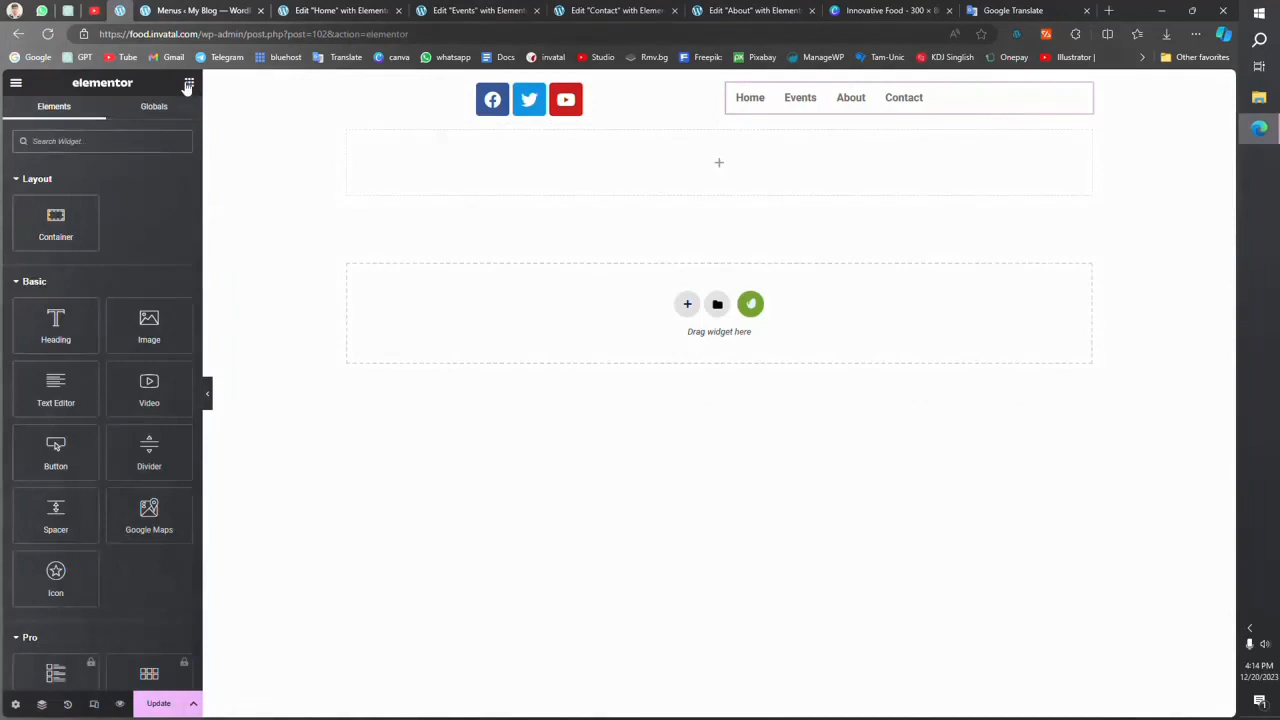 Menus ‹ My Blog — Wordl
Edit "Home" with Elementa
Edit "Events" with Element
Edit "Contact" with Elemen
Edit "About" with Element
Innovative Food - 300 × B
Google Translate
https://food.invatal.com/wp-admin/post.php?post=102&action=elementor
Google
GPT
Tube
Gmail
Telegram
bluehost
Translate
canva
whatsapp
Docs
invatal
Studio
Rmv.bg
Freepik
Pixabay
ManageWP
Tam-Unic
KDJ Singlish
Onepay
Illustrator |
Other favorites
elementor
Elements
Globals
Search Widget...
Layout
Container
Basic
Heading
Image
Text Editor
Video
Button
Divider
Spacer
Google Maps
Icon
Pro
Update
Home
Events
About
Contact
Drag widget here
4:14 PM
12/20/2023